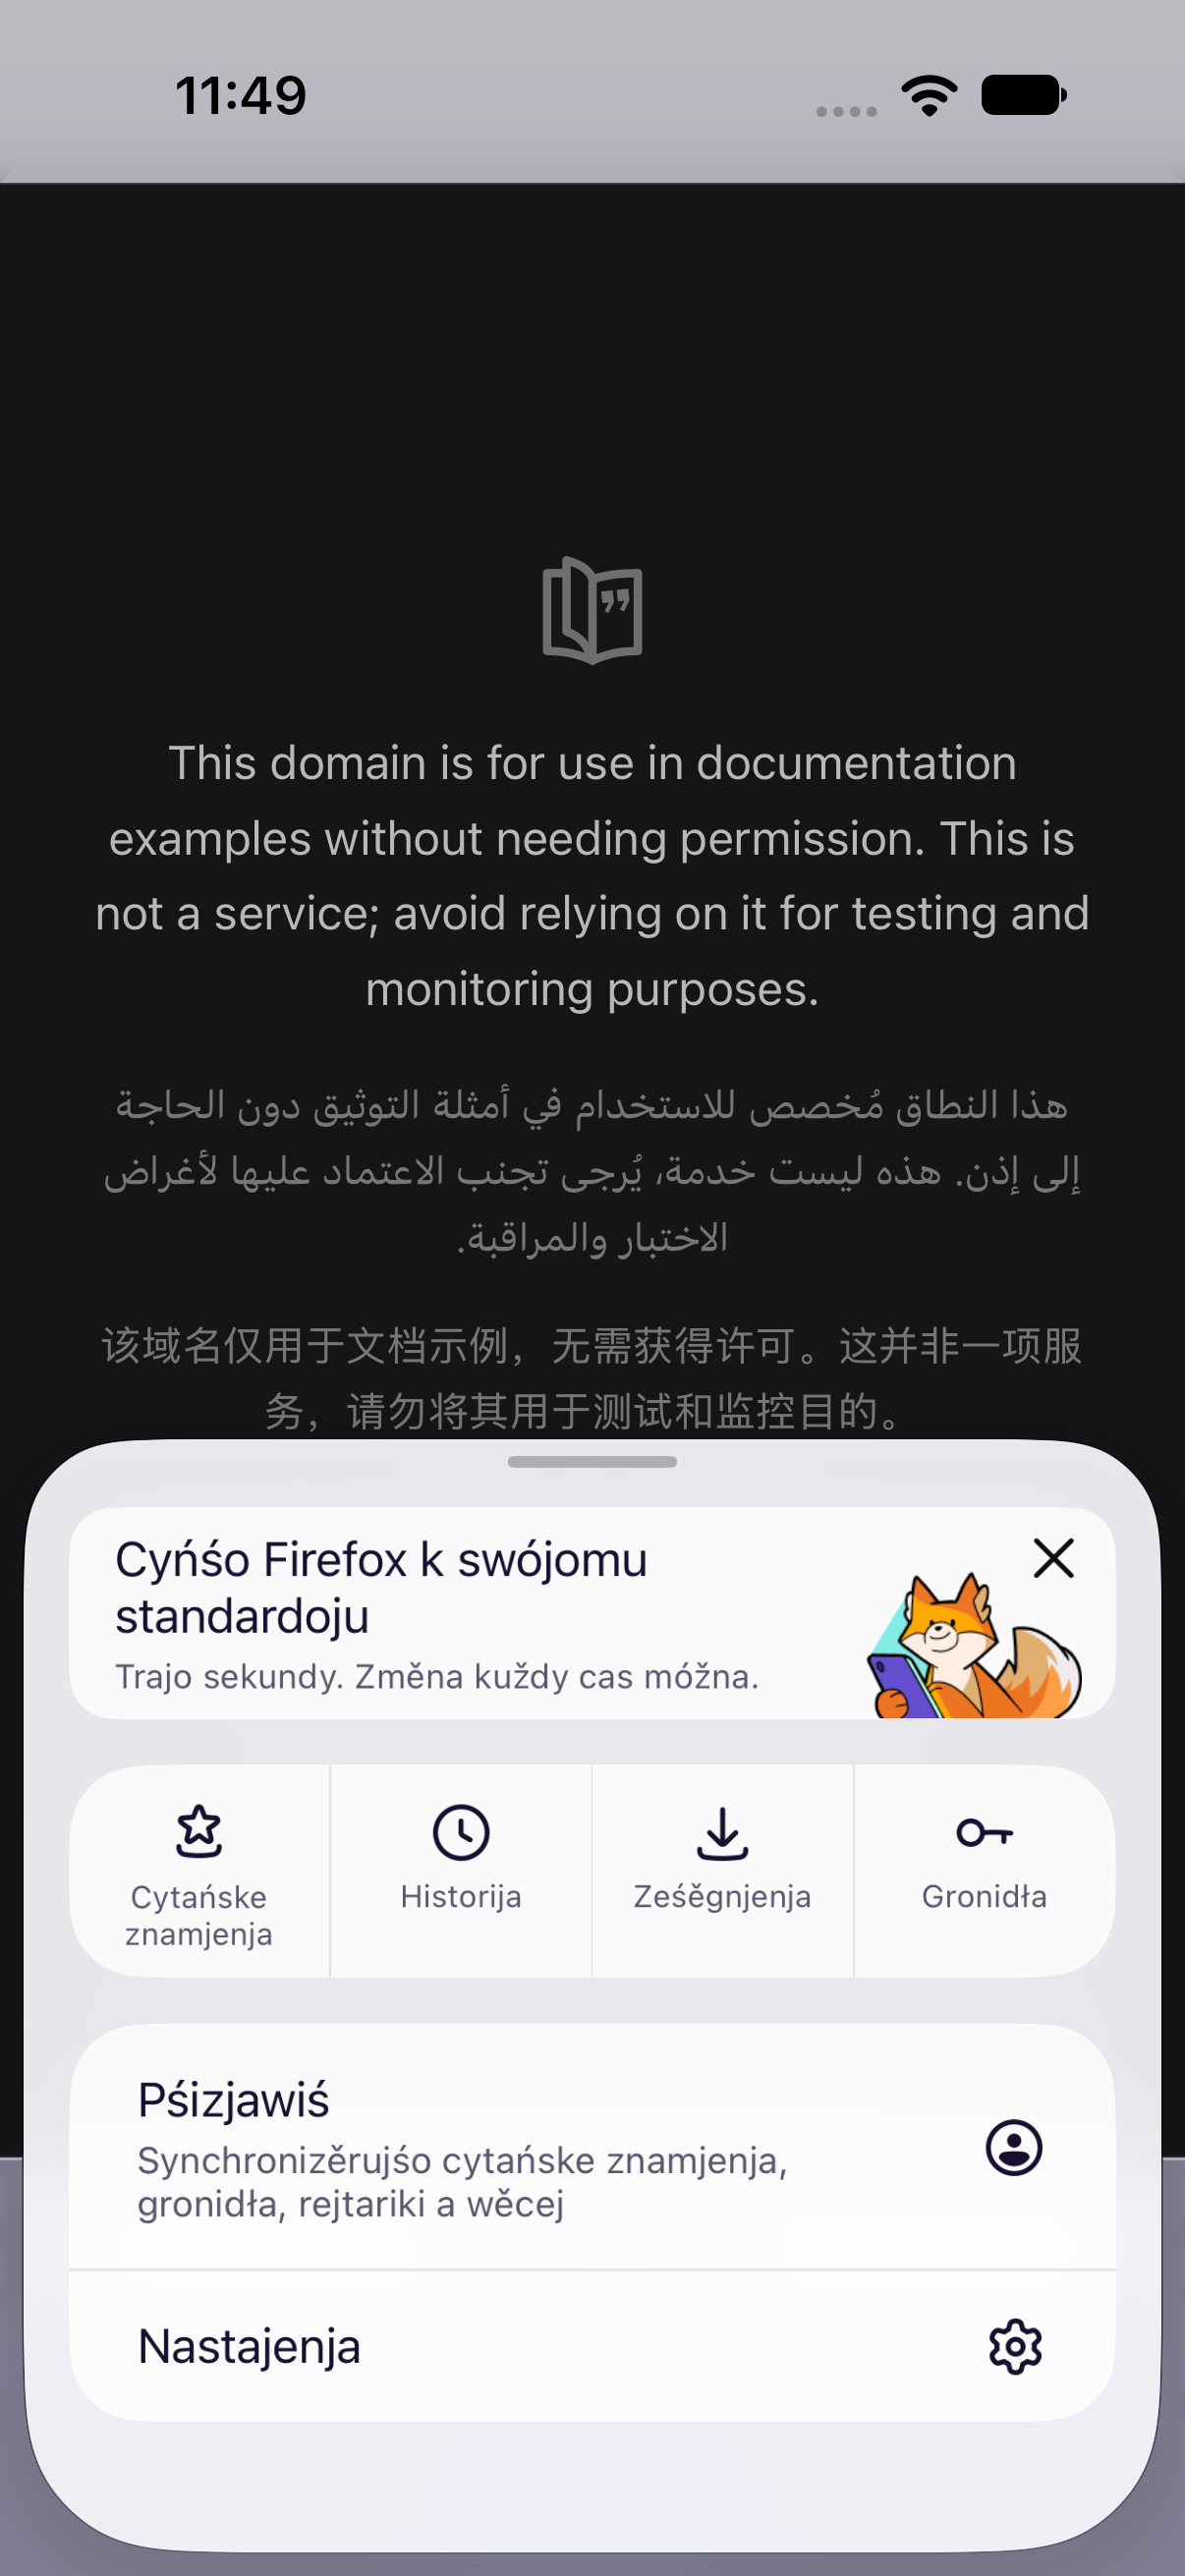 11:49
This domain is for use in documentation
examples without needing permission. This is
not a service; avoid relying on it for testing and
monitoring purposes.
هذا النطاق مُخصص للاستخدام في أمثلة التوثيق دون الحاجة
إلى إذن. هذه ليست خدمة، يُرجى تجنب الاعتماد عليها لأغراض
الاختبار والمراقبة.
该域名仅用于文档示例，无需获得许可。这并非一项服
务，请勿将其用于测试和监控目的。
Cyńśo Firefox k swójomu
standardoju
Trajo sekundy. Změna kuždy cas móžna.
Cytańske
znamjenja
Historija
Ześěgnjenja
Gronidła
Pśizjawiś
Synchronizěrujśo cytańske znamjenja,
gronidła, rejtariki a wěcej
Nastajenja